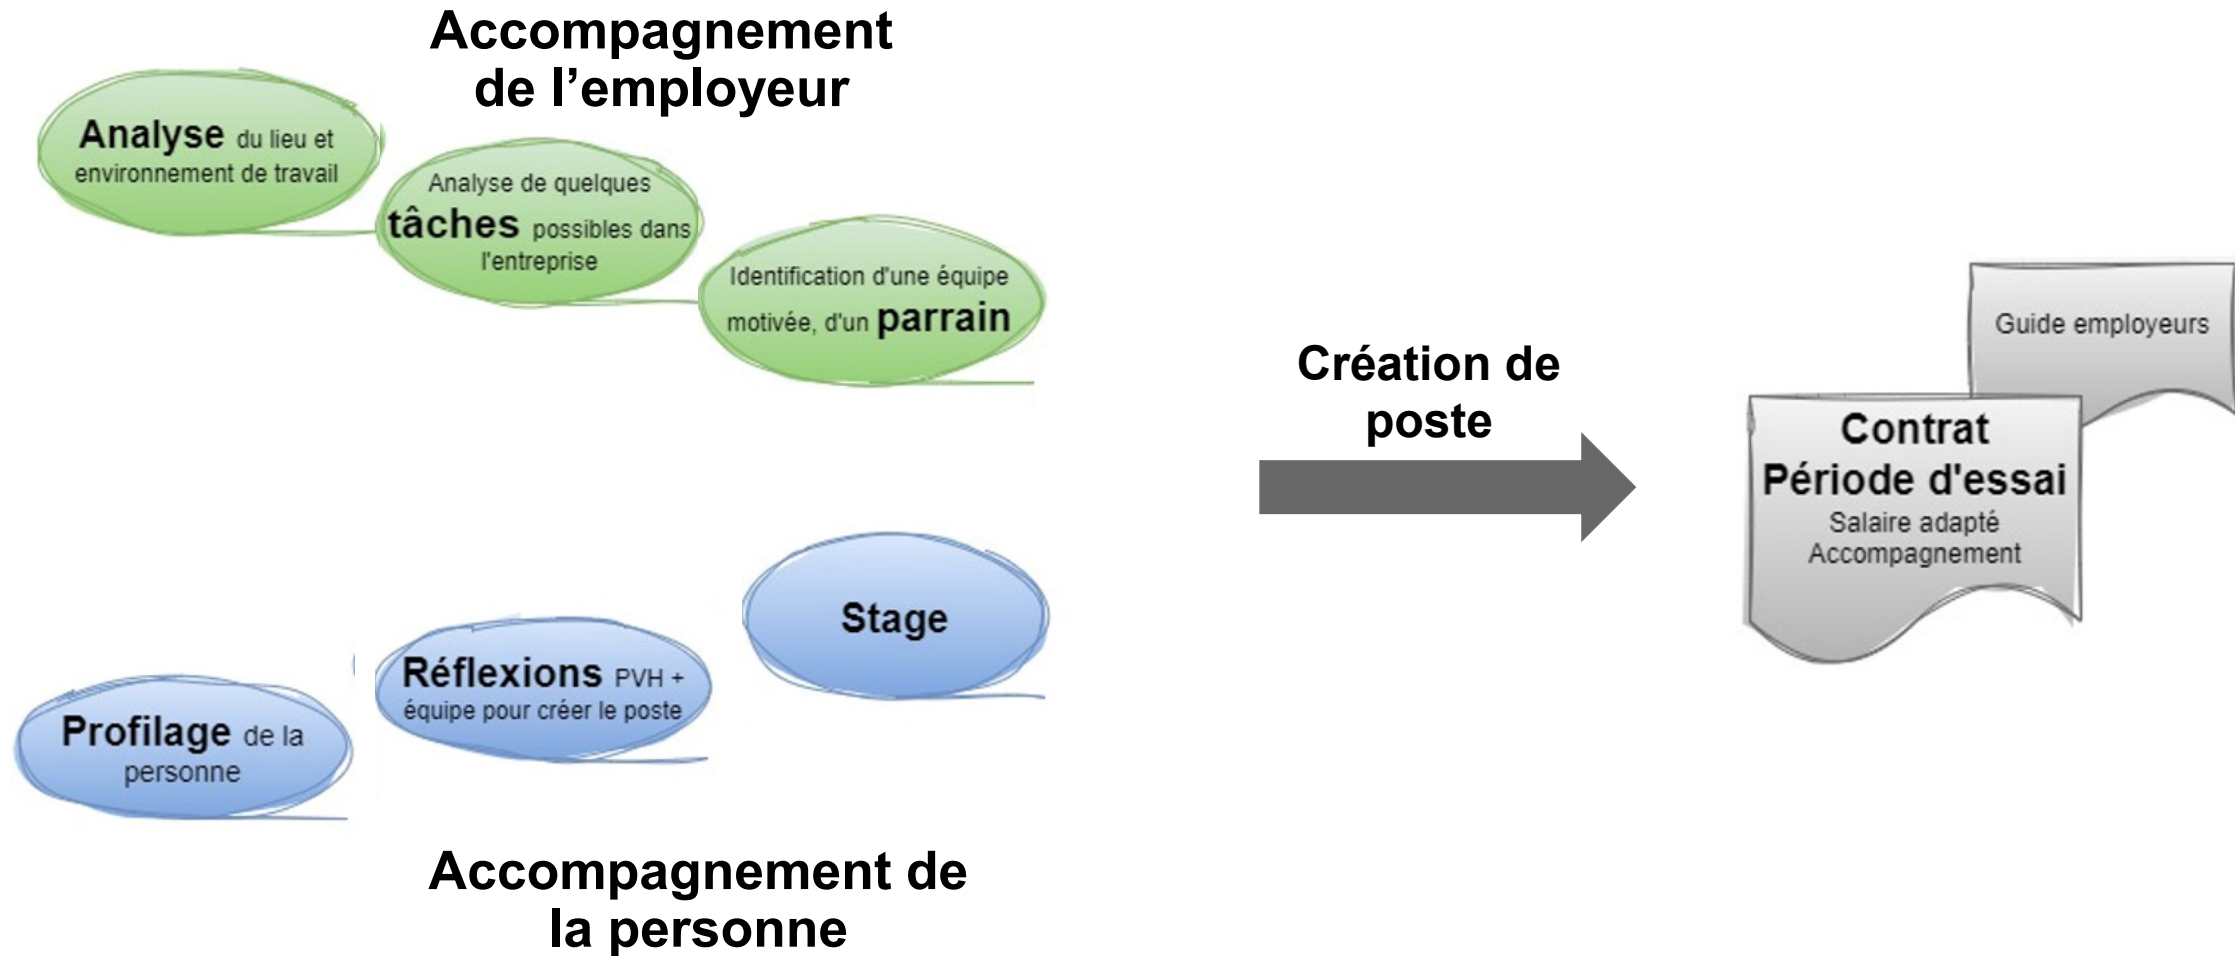 Accompagnement
de l’employeur
Analyse du lieu et
environnement de travail
Analyse de quelques
tâches possibles dans
l'entreprise
Identification d'une équipe
motivée, d'un parrain
Création de
poste
Guide employeurs
Contrat
Période d'essai
Salaire adapté
Accompagnement
Profilage de la
personne
Réflexions PVH +
équipe pour créer le poste
Stage
Accompagnement de
la personne